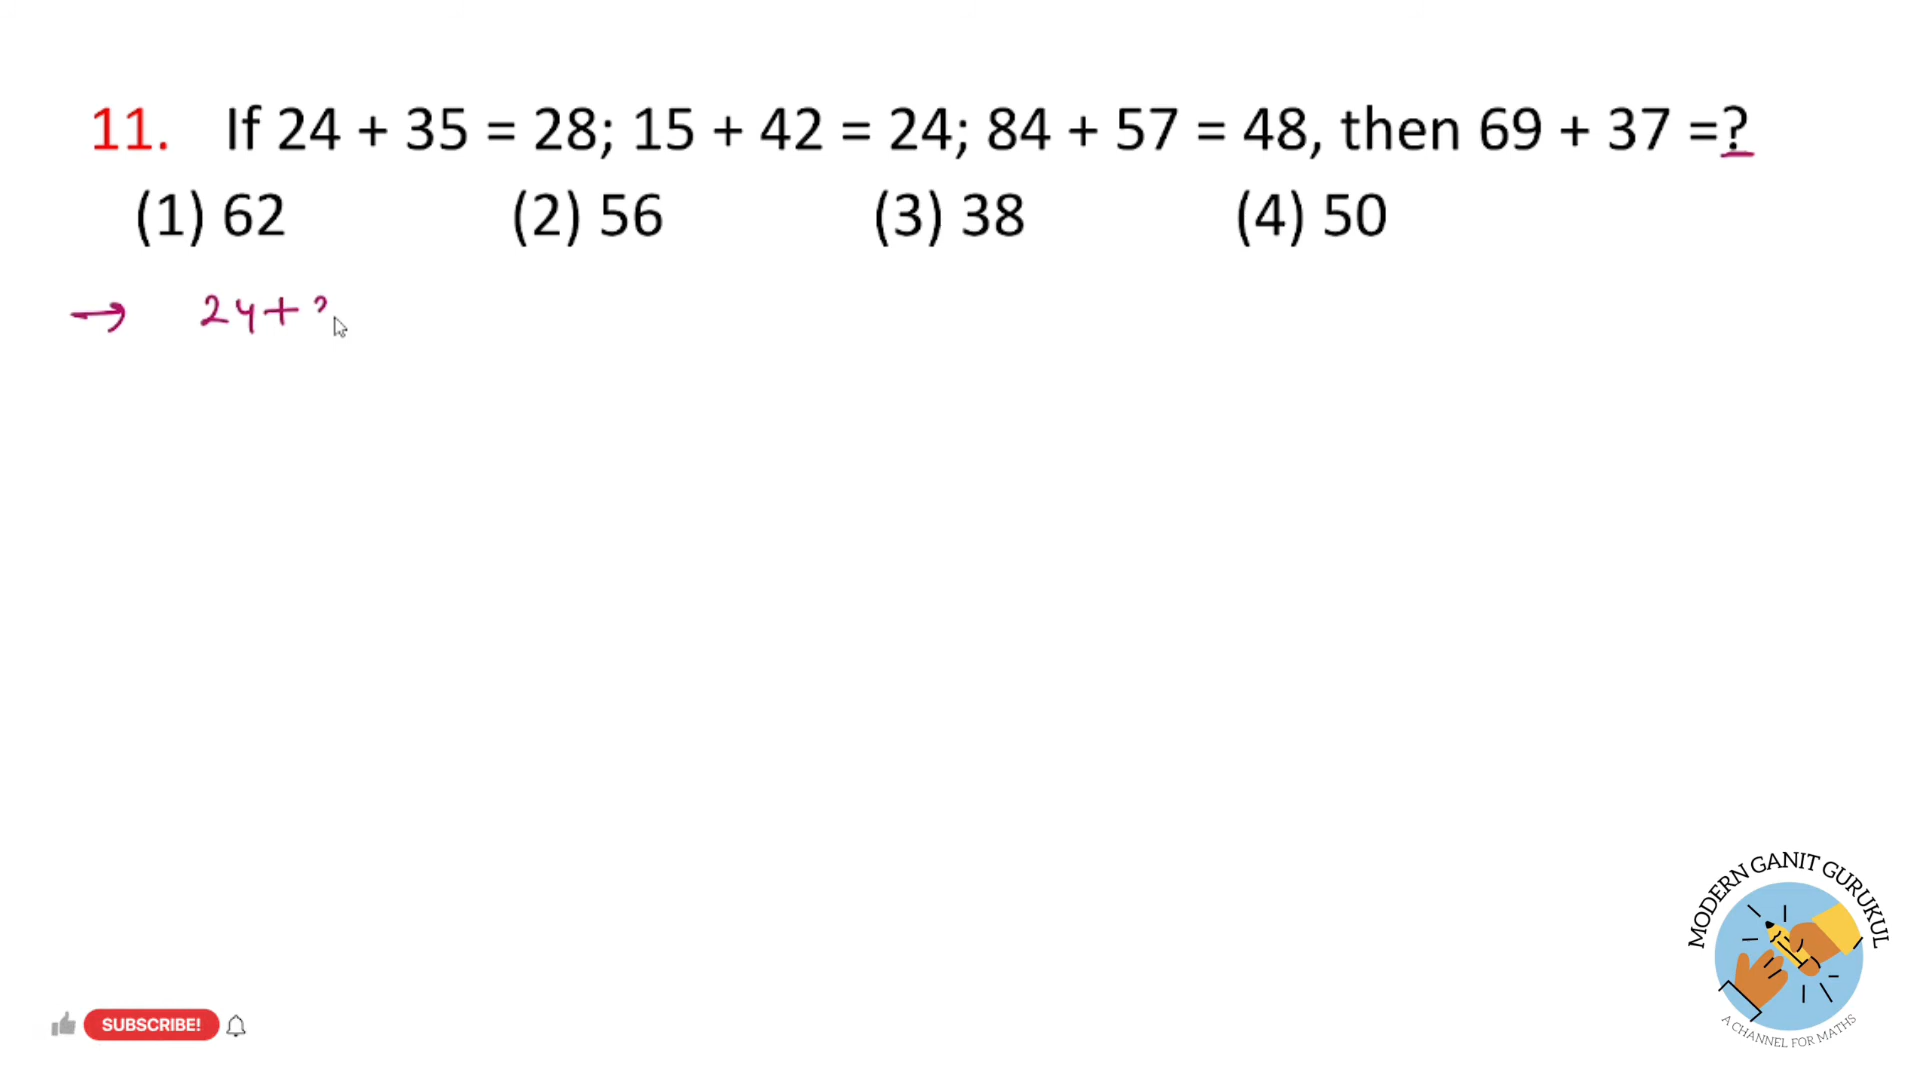 11. If 24 + 35 = 28; 15 + 42 = 24; 84 + 57 = 48, then 69 + 37 =?
(1) 62 (2) 56 (3) 38 (4) 50
→ 24+
MODERN GANIT GURUKUL
A CHANNEL FOR MATHS
SUBSCRIBE!